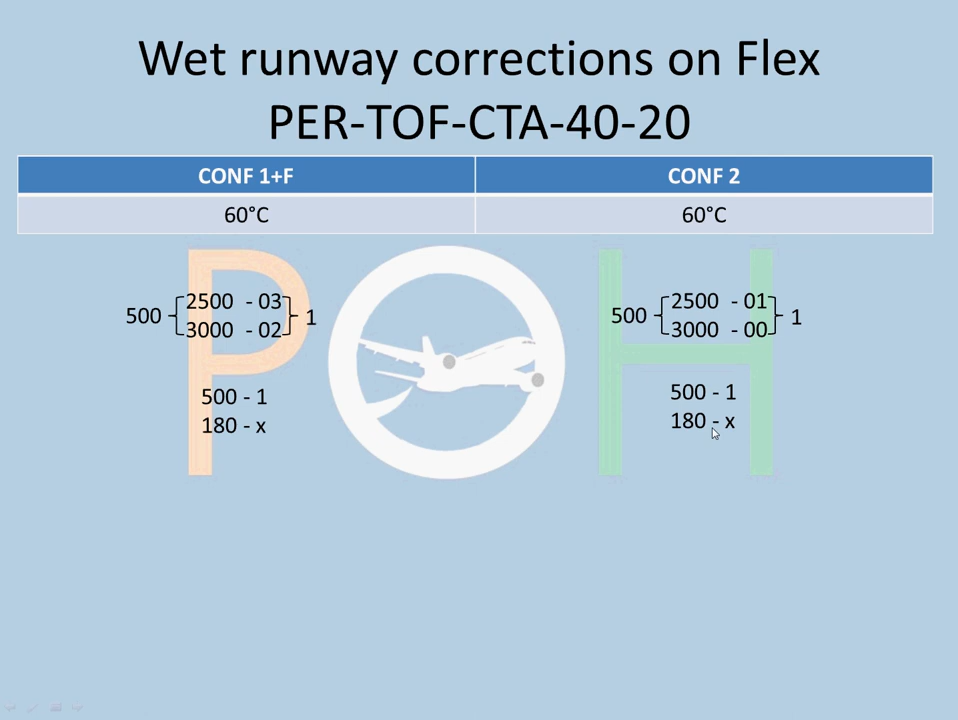 Wet runway corrections on Flex
PER-TOF-CTA-40-20
CONF 1+F
CONF 2
60°C
60°C
500
2500 - 03
3000 - 02
1
500 - 1
180 - x
500
2500 - 01
3000 - 00
1
500 - 1
180 - x
P
H